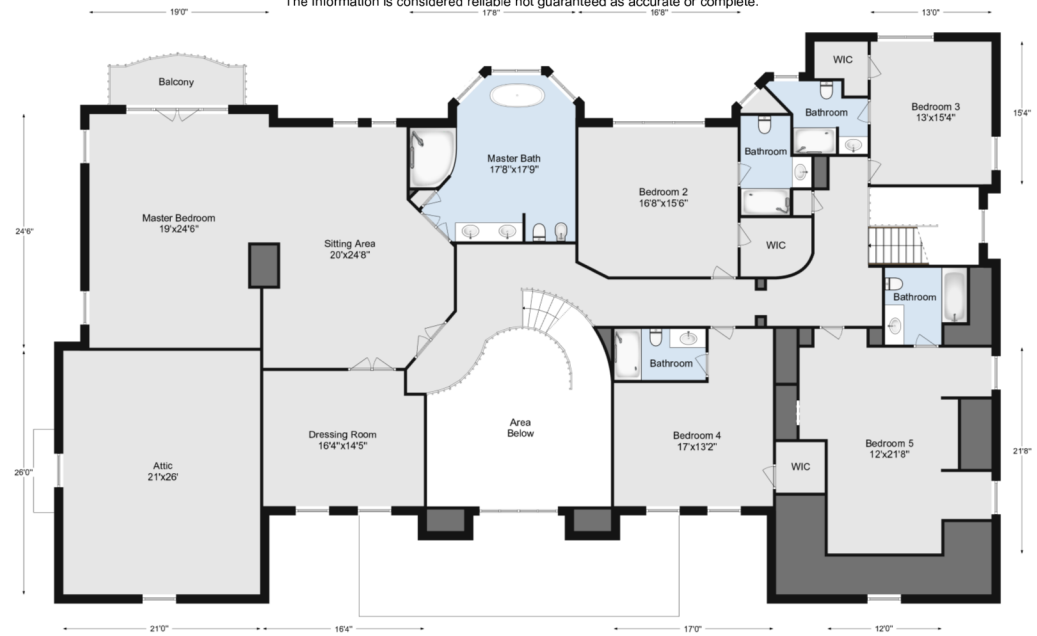 The information is considered reliable not guaranteed as accurate or complete.
19'0"
17'8"
16'8"
13'0"
Balcony
WIC
Bathroom
Bedroom 3
13'x15'4"
15'4"
Bathroom
Master Bath
17'8"x17'9"
Bedroom 2
16'8"x15'6"
Master Bedroom
19'x24'6"
24'6"
Sitting Area
20'x24'8"
WIC
Bathroom
Bathroom
Area
Below
Dressing Room
16'4"x14'5"
Bedroom 4
17'x13'2"
Bedroom 5
12'x21'8"
21'8"
WIC
Attic
21'x26'
26'0"
21'0"
16'4"
17'0"
12'0"